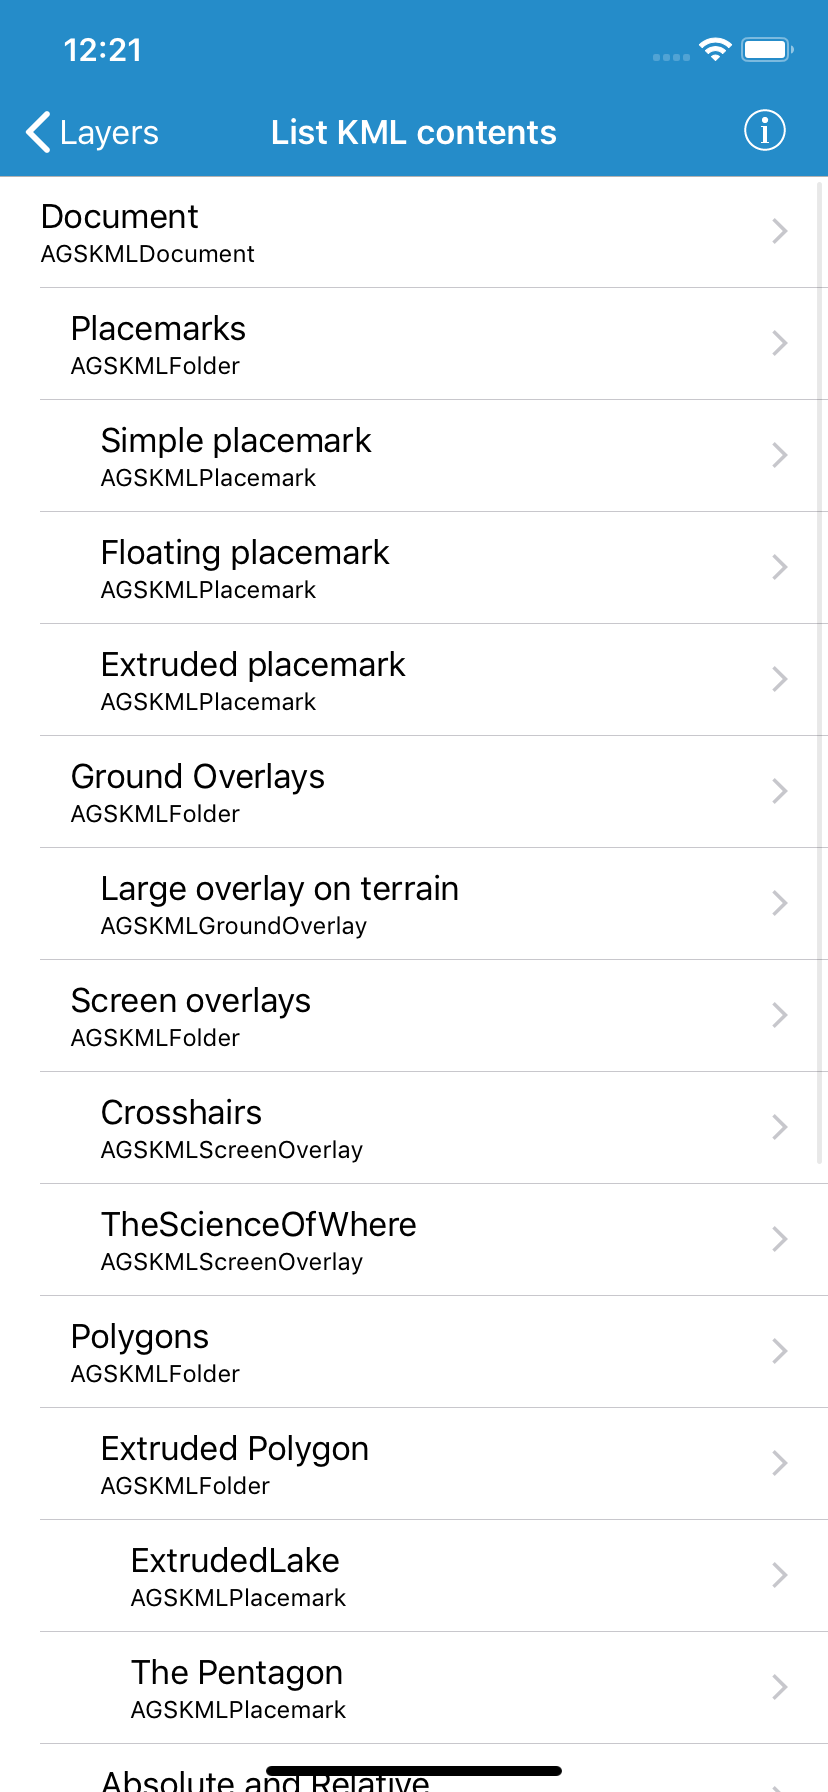 12:21
Layers
List KML contents
Document
AGSKMLDocument
Placemarks
AGSKMLFolder
Simple placemark
AGSKMLPlacemark
Floating placemark
AGSKMLPlacemark
Extruded placemark
AGSKMLPlacemark
Ground Overlays
AGSKMLFolder
Large overlay on terrain
AGSKMLGroundOverlay
Screen overlays
AGSKMLFolder
Crosshairs
AGSKMLScreenOverlay
TheScienceOfWhere
AGSKMLScreenOverlay
Polygons
AGSKMLFolder
Extruded Polygon
AGSKMLFolder
ExtrudedLake
AGSKMLPlacemark
The Pentagon
AGSKMLPlacemark
Absolute and Relative